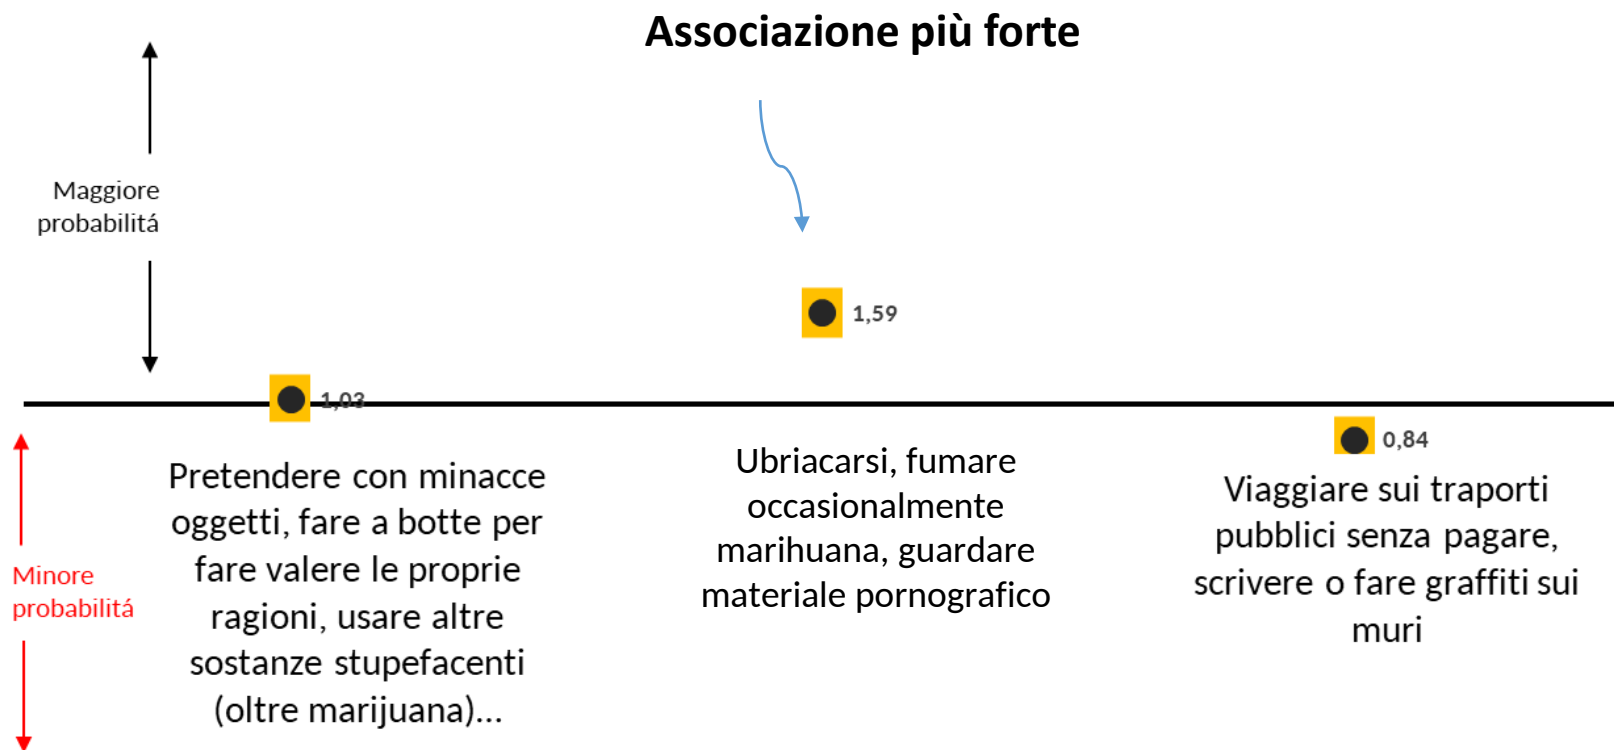 Associazione più forte
Maggiore
probabilitá
1,59
1,03
0,84
Pretendere con minacce
oggetti, fare a botte per
fare valere le proprie
ragioni, usare altre
sostanze stupefacenti
(oltre marijuana)...
Ubriacarsi, fumare
occasionalmente
marihuana, guardare
materiale pornografico
Viaggiare sui traporti
pubblici senza pagare,
scrivere o fare graffiti sui
muri
Minore
probabilitá